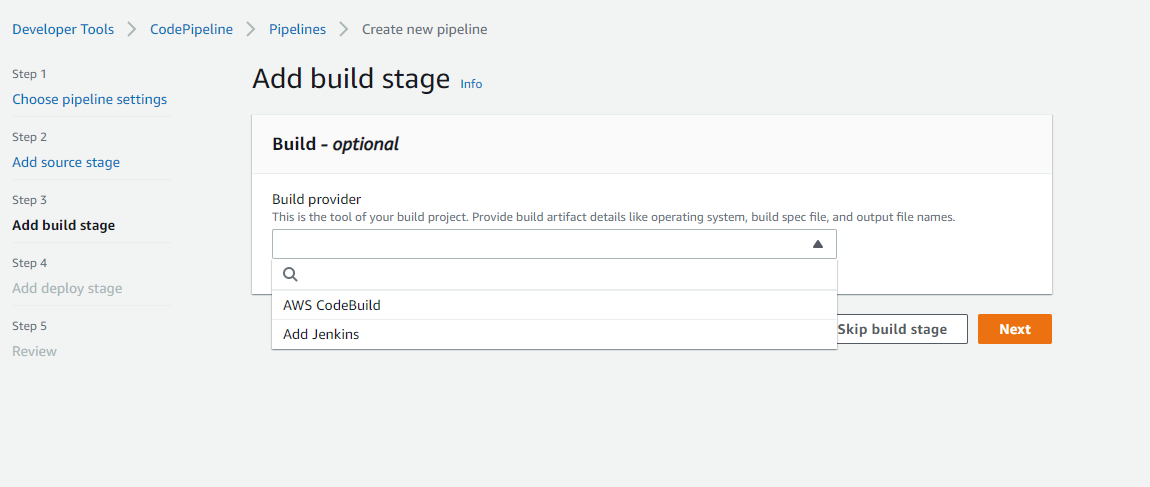 Developer Tools > CodePipeline > Pipelines > Create new pipeline
Step 1
Choose pipeline settings
Step 2
Add source stage
Step 3
Add build stage
Step 4
Add deploy stage
Step 5
Review
Add build stage Info
Build - optional
Build provider
This is the tool of your build project. Provide build artifact details like operating system, build spec file, and output file names.
AWS CodeBuild
Add Jenkins
Skip build stage
Next